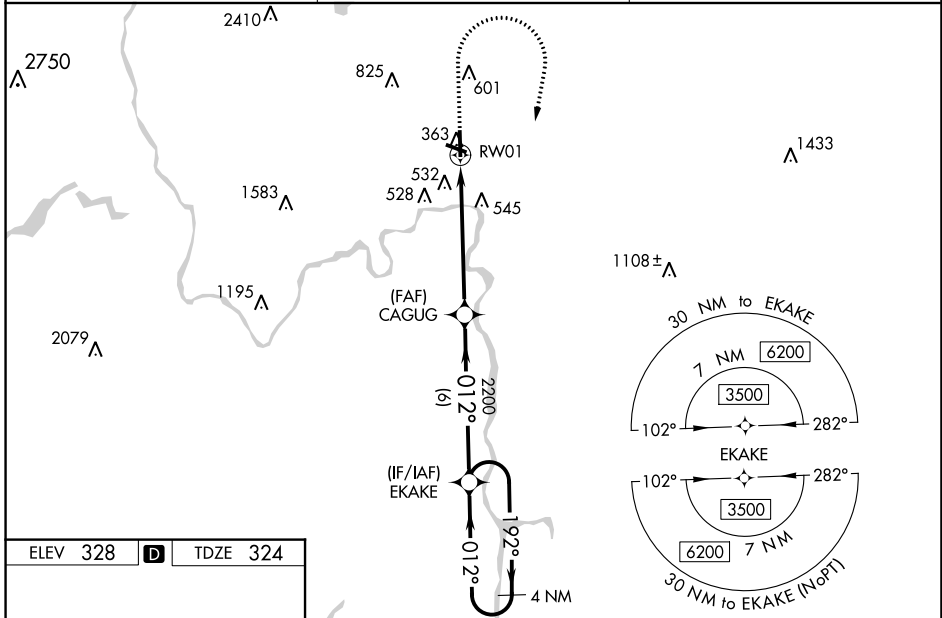 2410
2750
825
601
363
RW01
1433
532
528
545
1583
1108 ±
1195
(FAF)
CAGUG
2079
30 NM to EKAKE
7 NM
6200
3500
102°
282°
EKAKE
102°
282°
3500
7 NM
6200
30 NM to EKAKE (NoPT)
2200
012°
(6)
(IF/IAF)
EKAKE
192°
012°
4 NM
ELEV 328 D TDZE 324